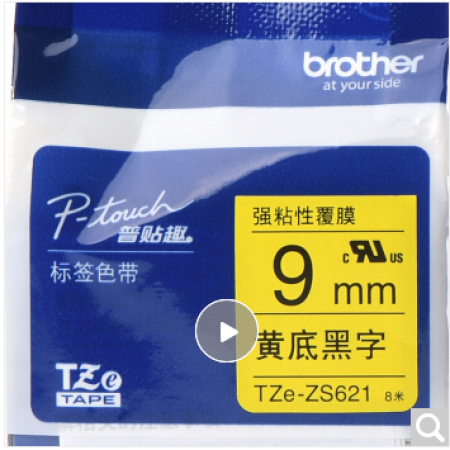 brother
at your side
P-touch
普贴趣®
标签色带
强粘性覆膜
9 mm
c RU US
黄底黑字
TZe-ZS621 8米
TZe
TAPE